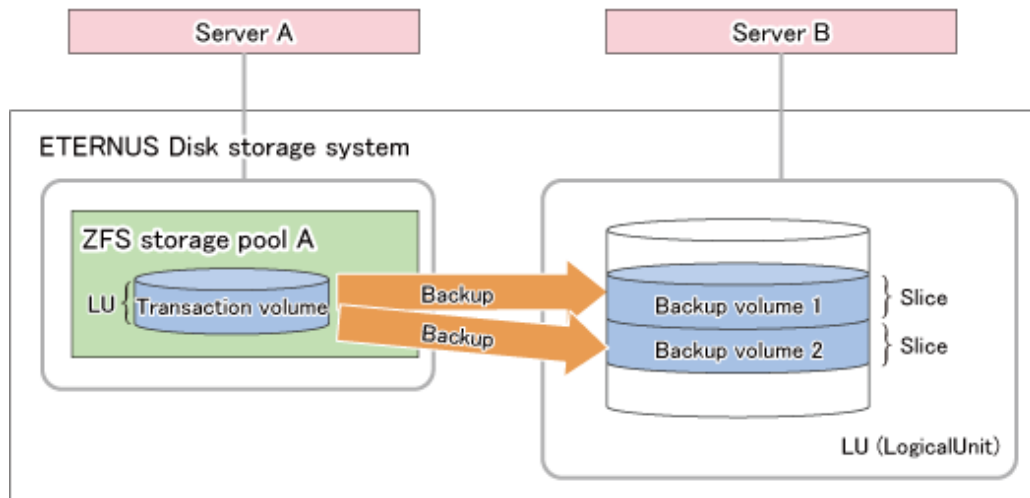 Server A
Server B
ETERNUS Disk storage system
ZFS storage pool A
LU
Transaction volume
Backup
Backup
Backup volume 1
Slice
Backup volume 2
Slice
LU (LogicalUnit)